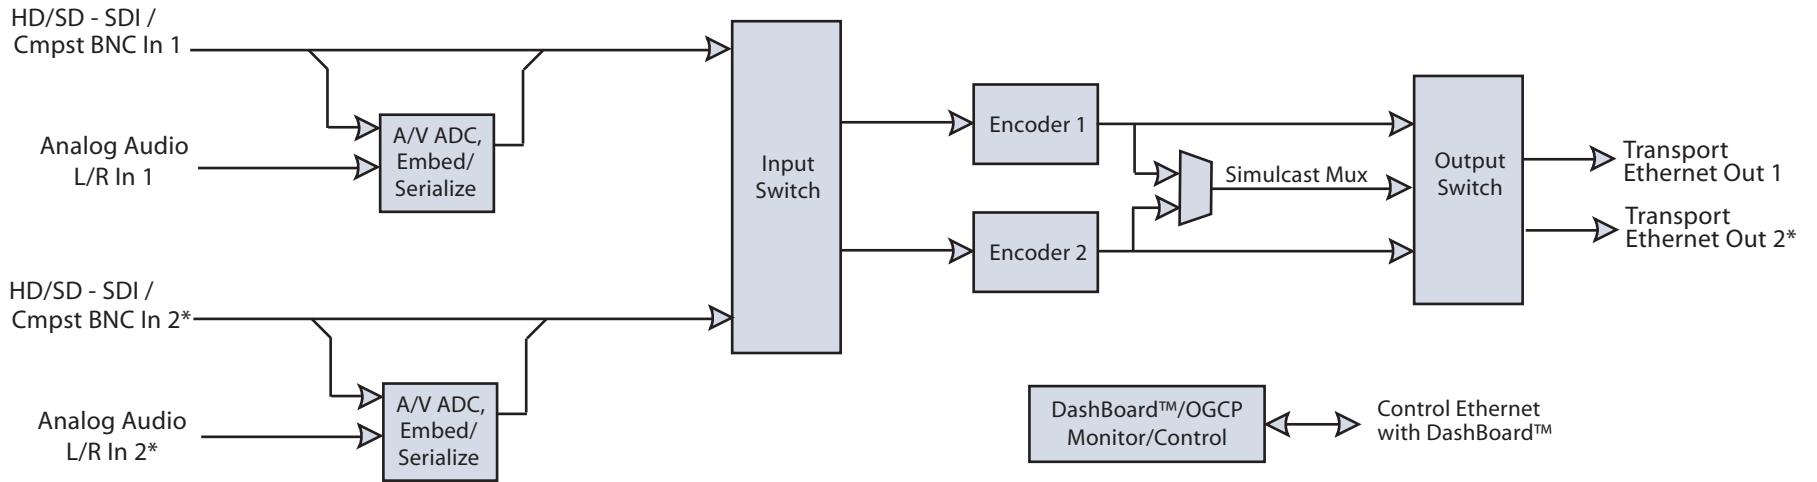 HD/SD - SDI /
Cmpst BNC In 1
Analog Audio
L/R In 1
A/V ADC,
Embed/
Serialize
HD/SD - SDI /
Cmpst BNC In 2*
Analog Audio
L/R In 2*
A/V ADC,
Embed/
Serialize
Input
Switch
Encoder 1
Encoder 2
Simulcast Mux
Output
Switch
Transport
Ethernet Out 1
Transport
Ethernet Out 2*
DashBoard™/OGCP
Monitor/Control
Control Ethernet
with DashBoard™